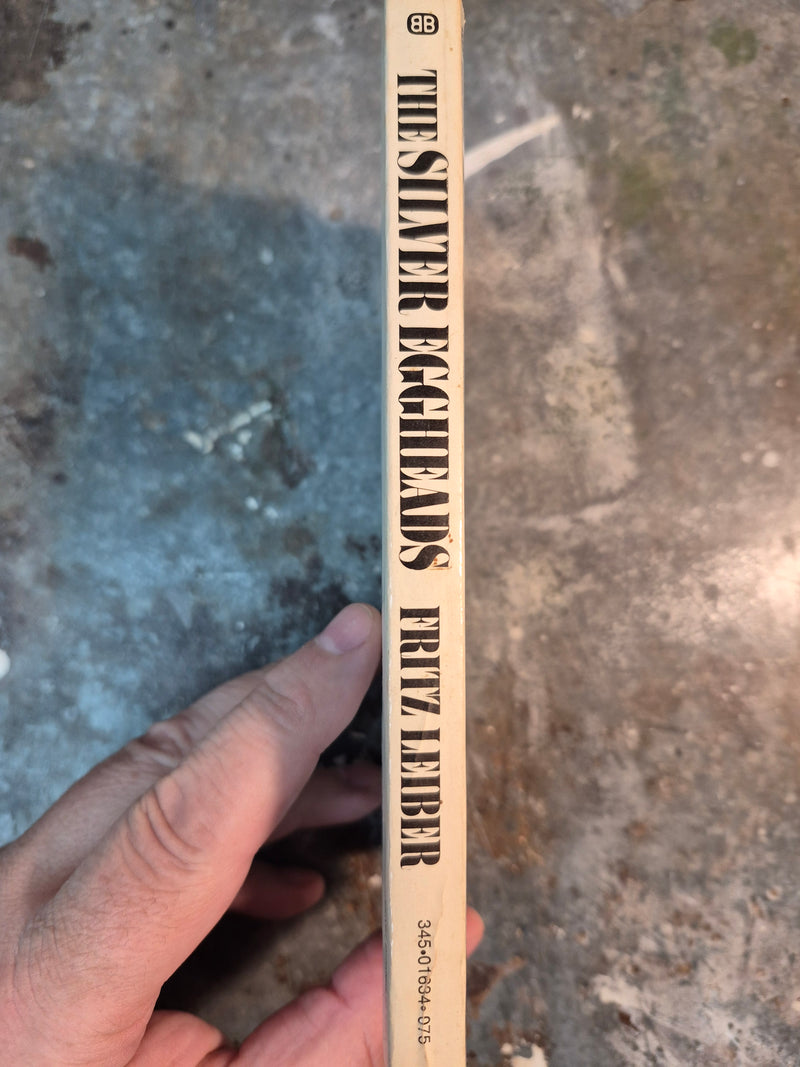 BB
THE SILVER EGGHEADS FRITZ LEIBER
345•01634•075